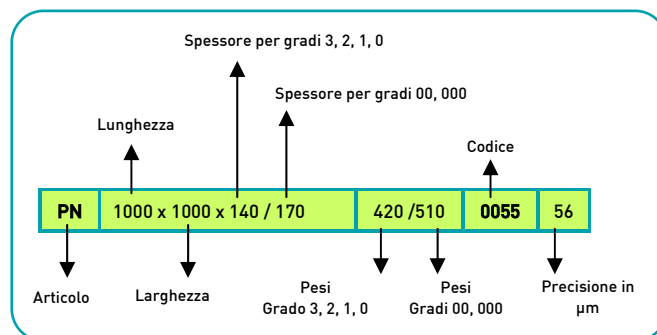 Spessore per gradi 3, 2, 1, 0
Spessore per gradi 00, 000
Lunghezza
Codice
PN 1000 x 1000 x 140 / 170 420 /510 0055 56
Articolo
Larghezza
Pesi
Grado 3, 2, 1, 0
Pesi
Gradi 00, 000
Precisione in
µm